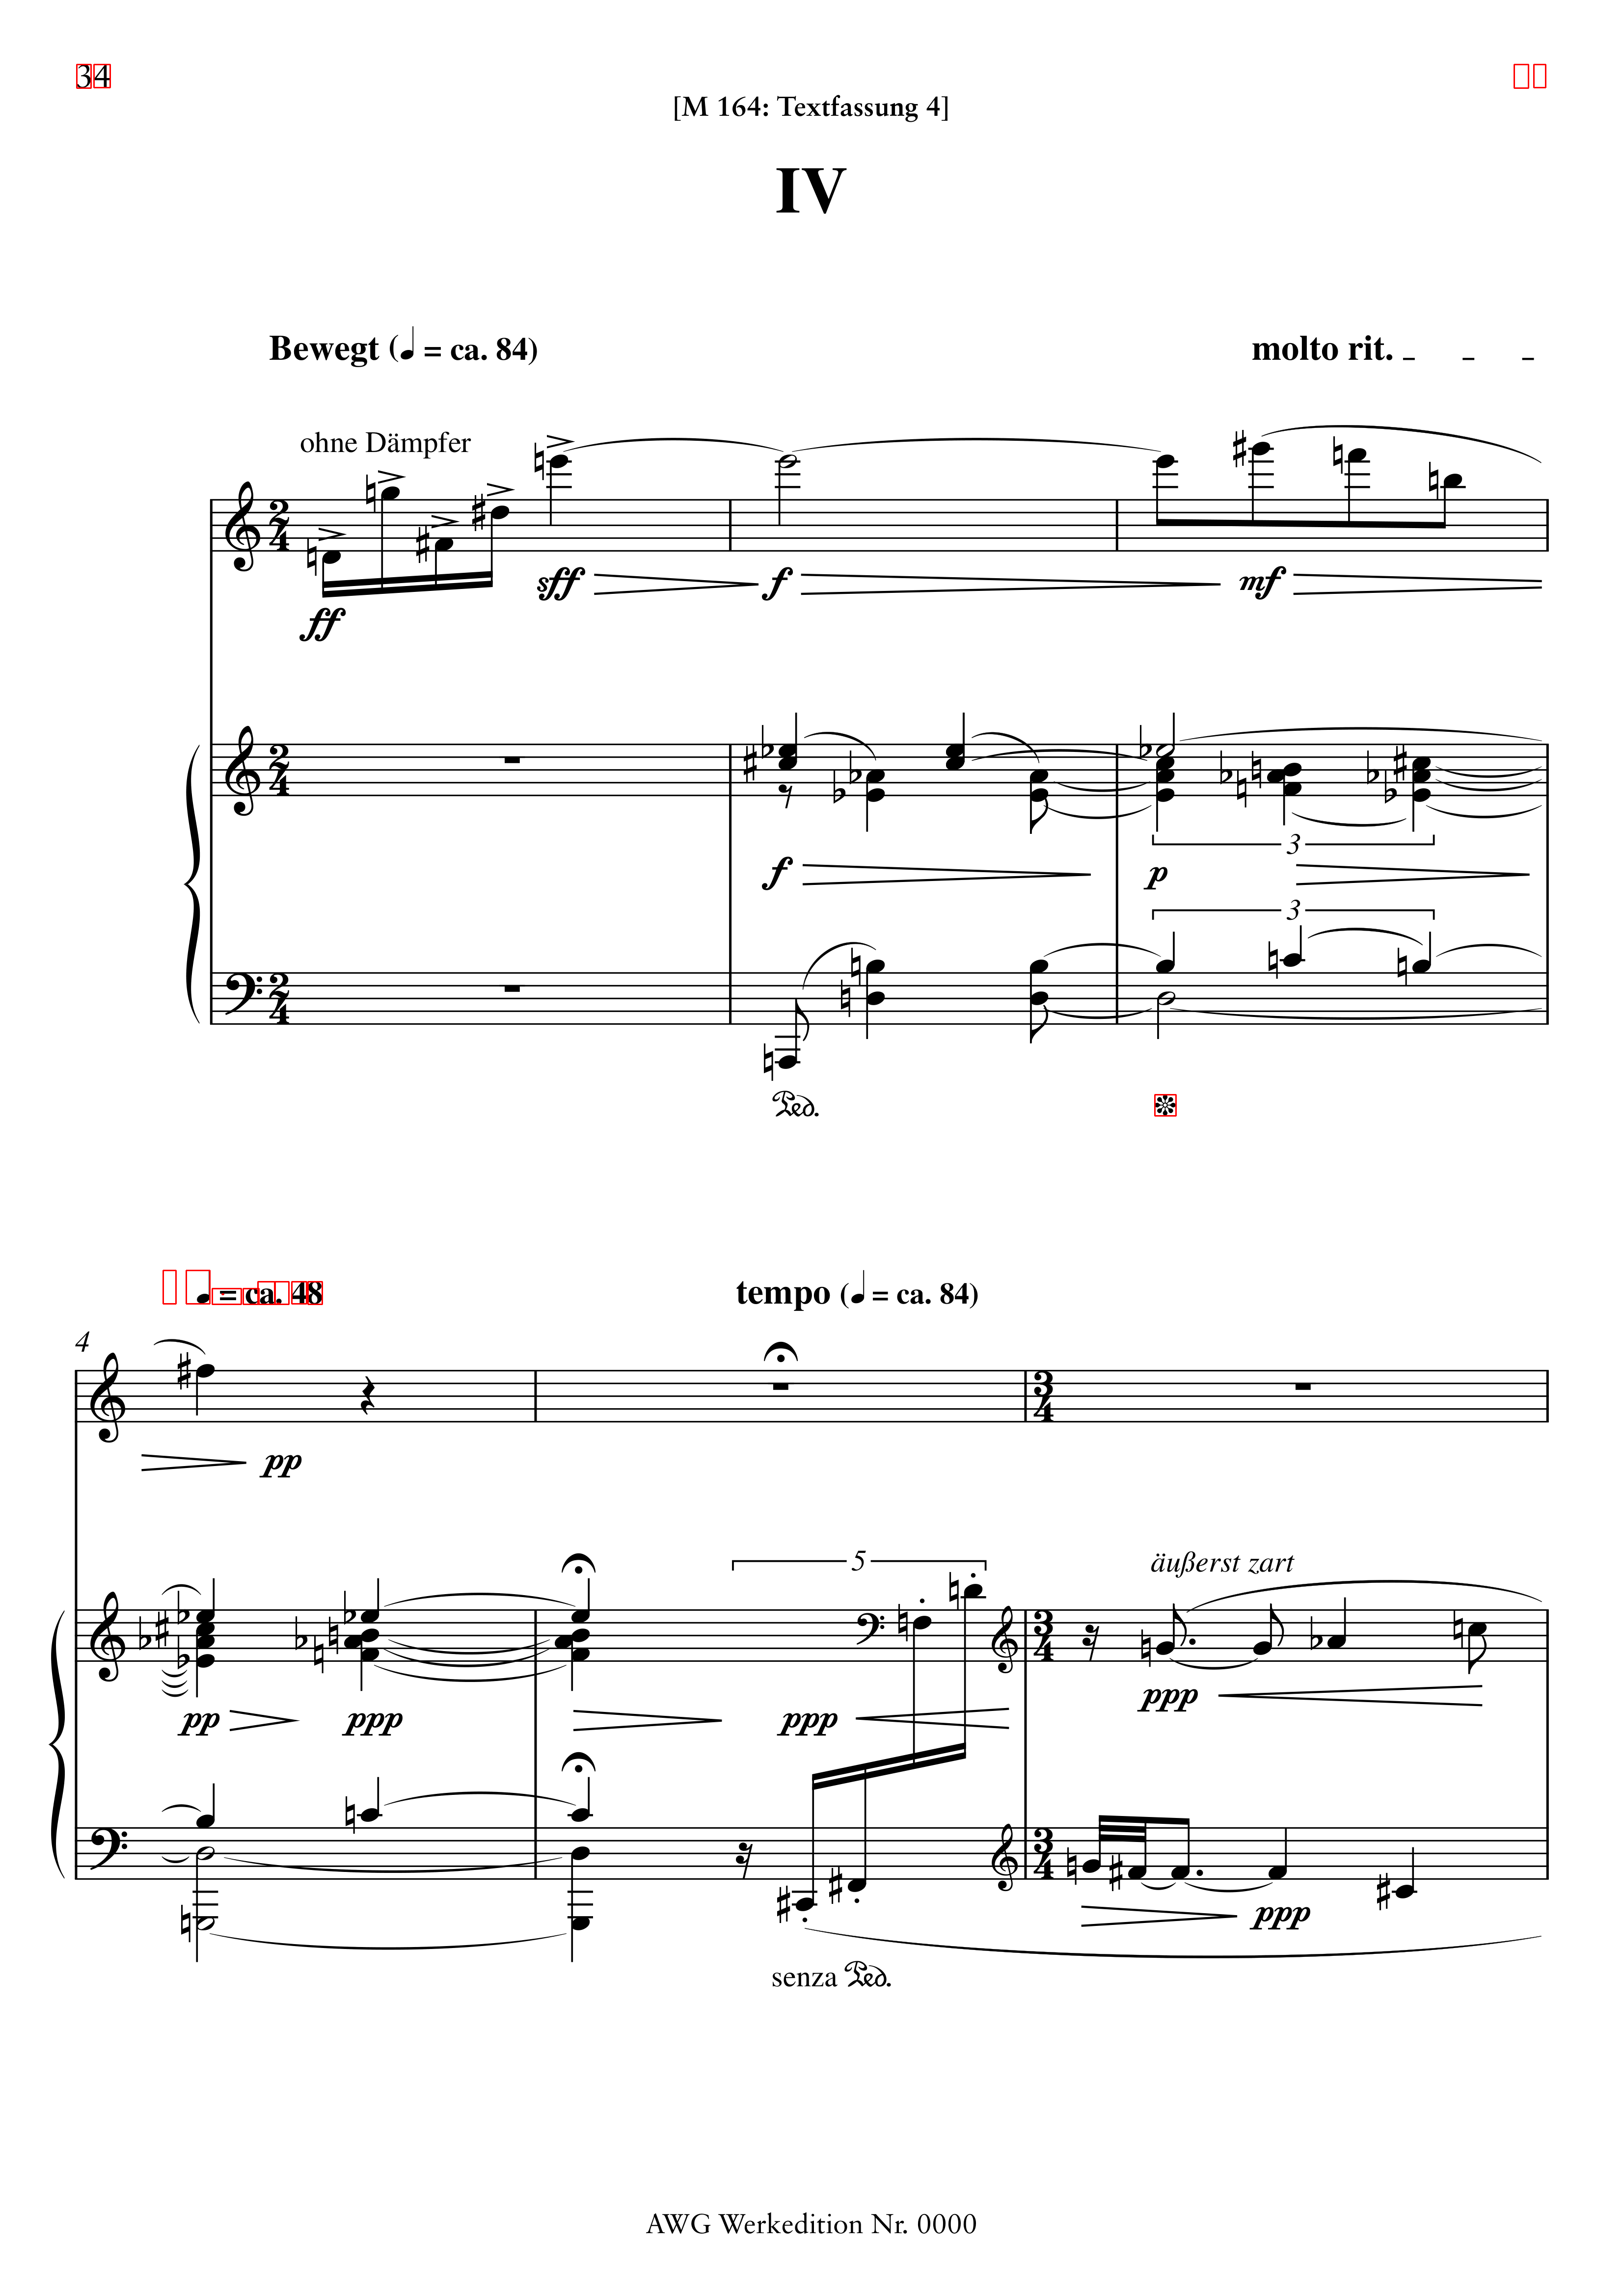 34
[M 164: Textfassung 4]
IV
Bewegt (♩ = ca. 84)
molto rit.
ohne Dämpfer
ff
sff
f
mf
f
p
3
3
Ped.
♩ = ca. 48
tempo (♩ = ca. 84)
4
pp
5
äußerst zart
pp
ppp
ppp
ppp
ppp
senza Ped.
AWG Werkedition Nr. 0000